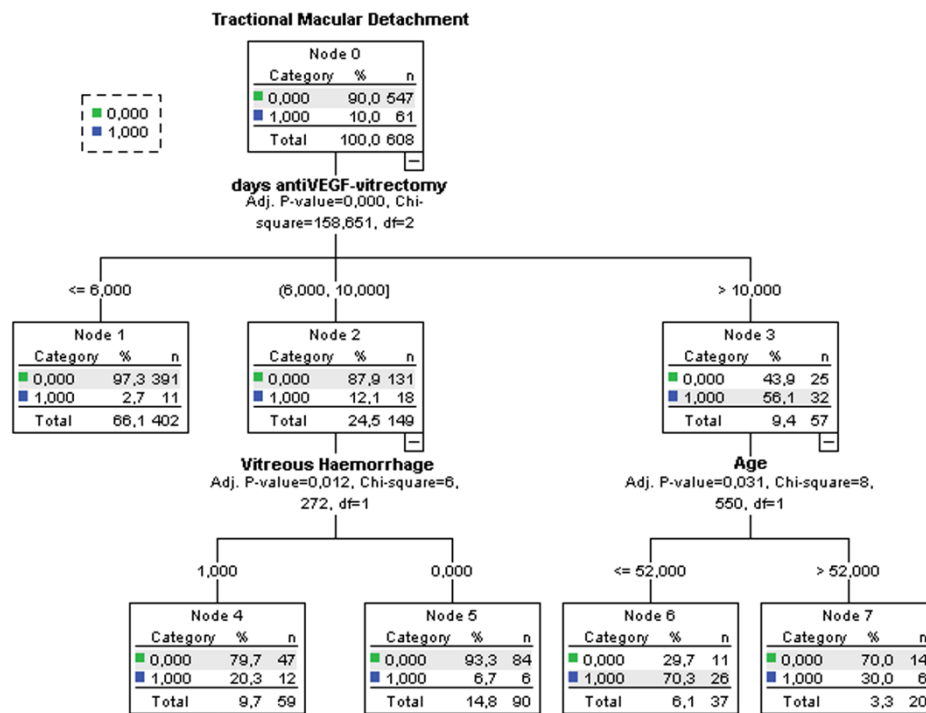 Tractional Macular Detachment
0,000
1,000
Node 0
Category % n
0,000 90,0 547
1,000 10,0 61
Total 100,0 608
days antiVEGF-vitrectomy
Adj. P-value=0,000, Chi-
square=158,651, df=2
<= 6,000
(6,000, 10,000]
> 10,000
Node 1
Category % n
0,000 97,3 391
1,000 2,7 11
Total 66,1 402
Node 2
Category % n
0,000 87,9 131
1,000 12,1 18
Total 24,5 149
Node 3
Category % n
0,000 43,9 25
1,000 56,1 32
Total 9,4 57
Vitreous Haemorrhage
Adj. P-value=0,012, Chi-square=6,
272, df=1
Age
Adj. P-value=0,031, Chi-square=8,
550, df=1
1,000
0,000
<= 52,000
> 52,000
Node 4
Category % n
0,000 79,7 47
1,000 20,3 12
Total 9,7 59
Node 5
Category % n
0,000 93,3 84
1,000 6,7 6
Total 14,8 90
Node 6
Category % n
0,000 29,7 11
1,000 70,3 26
Total 6,1 37
Node 7
Category % n
0,000 70,0 14
1,000 30,0 6
Total 3,3 20